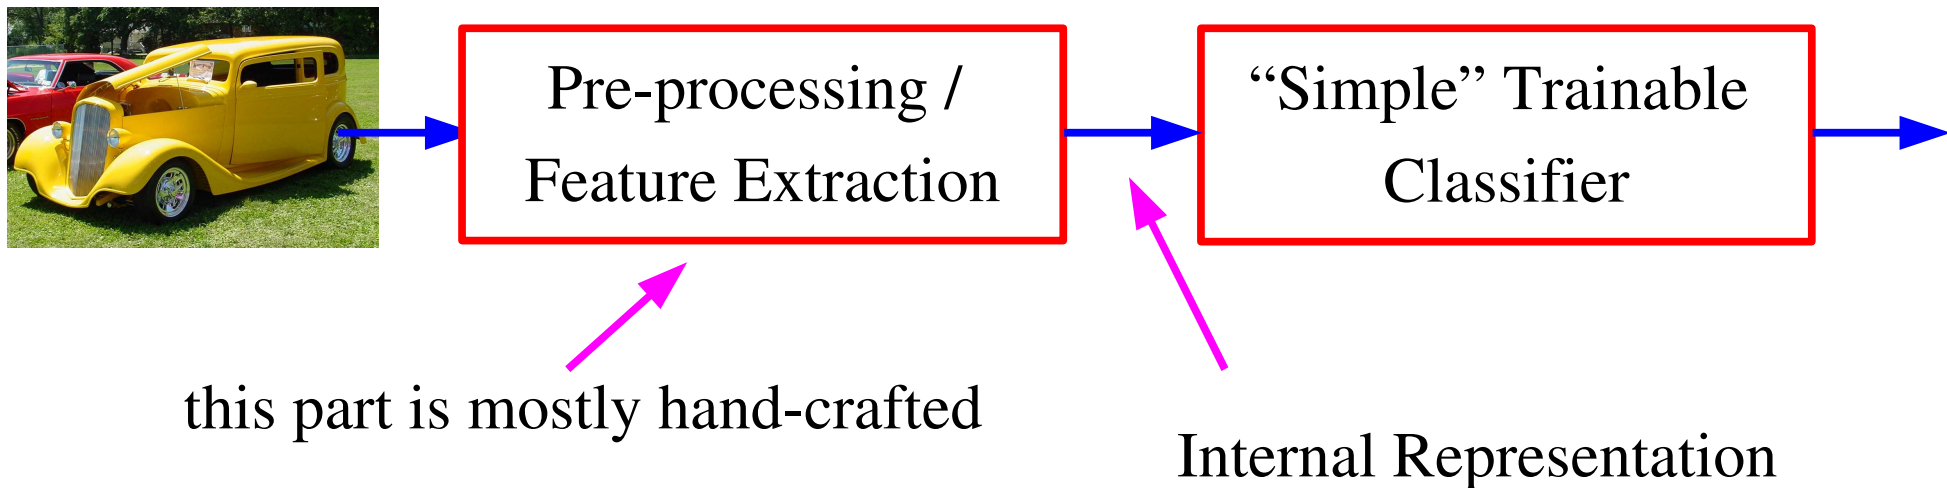 Pre-processing /
Feature Extraction
“Simple” Trainable
Classifier
this part is mostly hand-crafted
Internal Representation